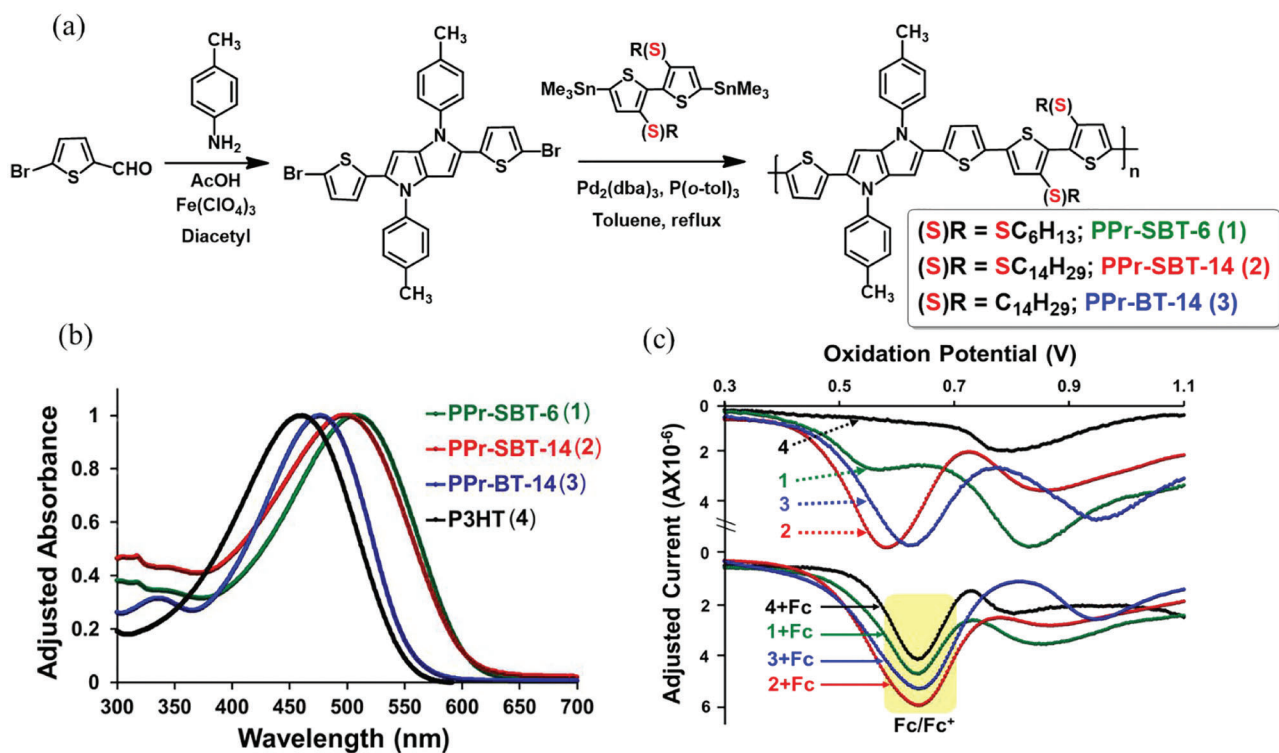 (a)
CH₃
NH₂
Br
S
CHO
AcOH
Fe(ClO₄)₃
Diacetyl
CH₃
N
S
Br
Br
S
N
CH₃
R(S)
S
SnMe₃
Me₃Sn
S
(S)R
Pd₂(dba)₃, P(o-tol)₃
Toluene, reflux
CH₃
R(S)
N
S
S
n
S
N
S
(S)R
CH₃
(S)R = SC₆H₁₃; PPr-SBT-6 (1)
(S)R = SC₁₄H₂₉; PPr-SBT-14 (2)
(S)R = C₁₄H₂₉; PPr-BT-14 (3)
(b)
Adjusted Absorbance
1
0.8
0.6
0.4
0.2
0
300 350 400 450 500 550 600 650 700
Wavelength (nm)
PPr-SBT-6 (1)
PPr-SBT-14 (2)
PPr-BT-14 (3)
P3HT (4)
(c)
Oxidation Potential (V)
0.3 0.5 0.7 0.9 1.1
Adjusted Current (AX10⁻⁶)
0
2
4
0
2
4
6
4
1
3
2
4+Fc
1+Fc
3+Fc
2+Fc
Fc/Fc⁺